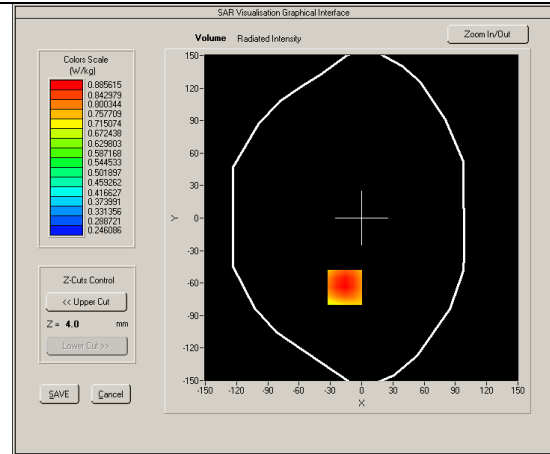 SAR Visualisation Graphical Interface
Volume Radiated Intensity
Zoom In/Out
Colors Scale
(W/kg)
0.885615
0.842979
0.800344
0.757709
0.715074
0.672438
0.629803
0.587168
0.544533
0.501897
0.459262
0.416627
0.373991
0.331356
0.288721
0.246086
Z-Cuts Control
<< Upper Cut
Z = 4.0 mm
Lower Cut >>
SAVE Cancel
150
120
90
60
30
0
-30
-60
-90
-120
-150
Y
-150 -120 -90 -60 -30 0 30 60 90 120 150
X